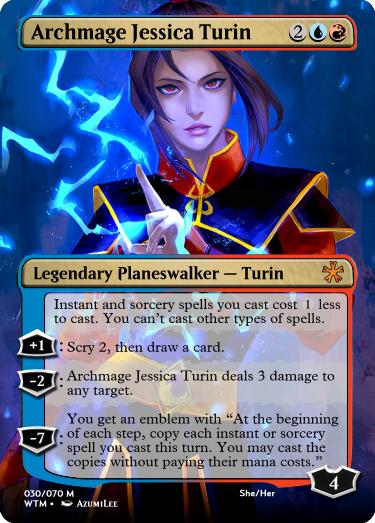 Archmage Jessica Turin 2
Legendary Planeswalker — Turin
Instant and sorcery spells you cast cost 1 less
to cast. You can't cast other types of spells.
+1: Scry 2, then draw a card.
-2: Archmage Jessica Turin deals 3 damage to
any target.
-7: You get an emblem with “At the beginning
of each step, copy each instant or sorcery
spell you cast this turn. You may cast the
copies without paying their mana costs.”
4
030/070 M
WTM • AzumiLee
She/Her